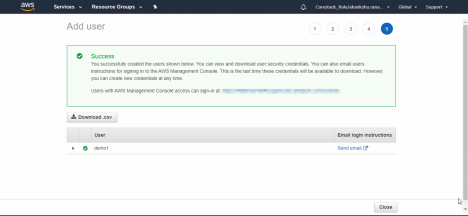 aws
Services
Resource Groups
Global
Support
Add user
1
2
3
4
5
Success
You successfully created the users shown below. You can view and download user security credentials. You can also email users
instructions for signing in to the AWS Management Console. This is the last time these credentials will be available to download. However,
you can create new credentials at any time.
Users with AWS Management Console access can sign-in at:
Download .csv
User
Email login instructions
demo1
Send email
Close